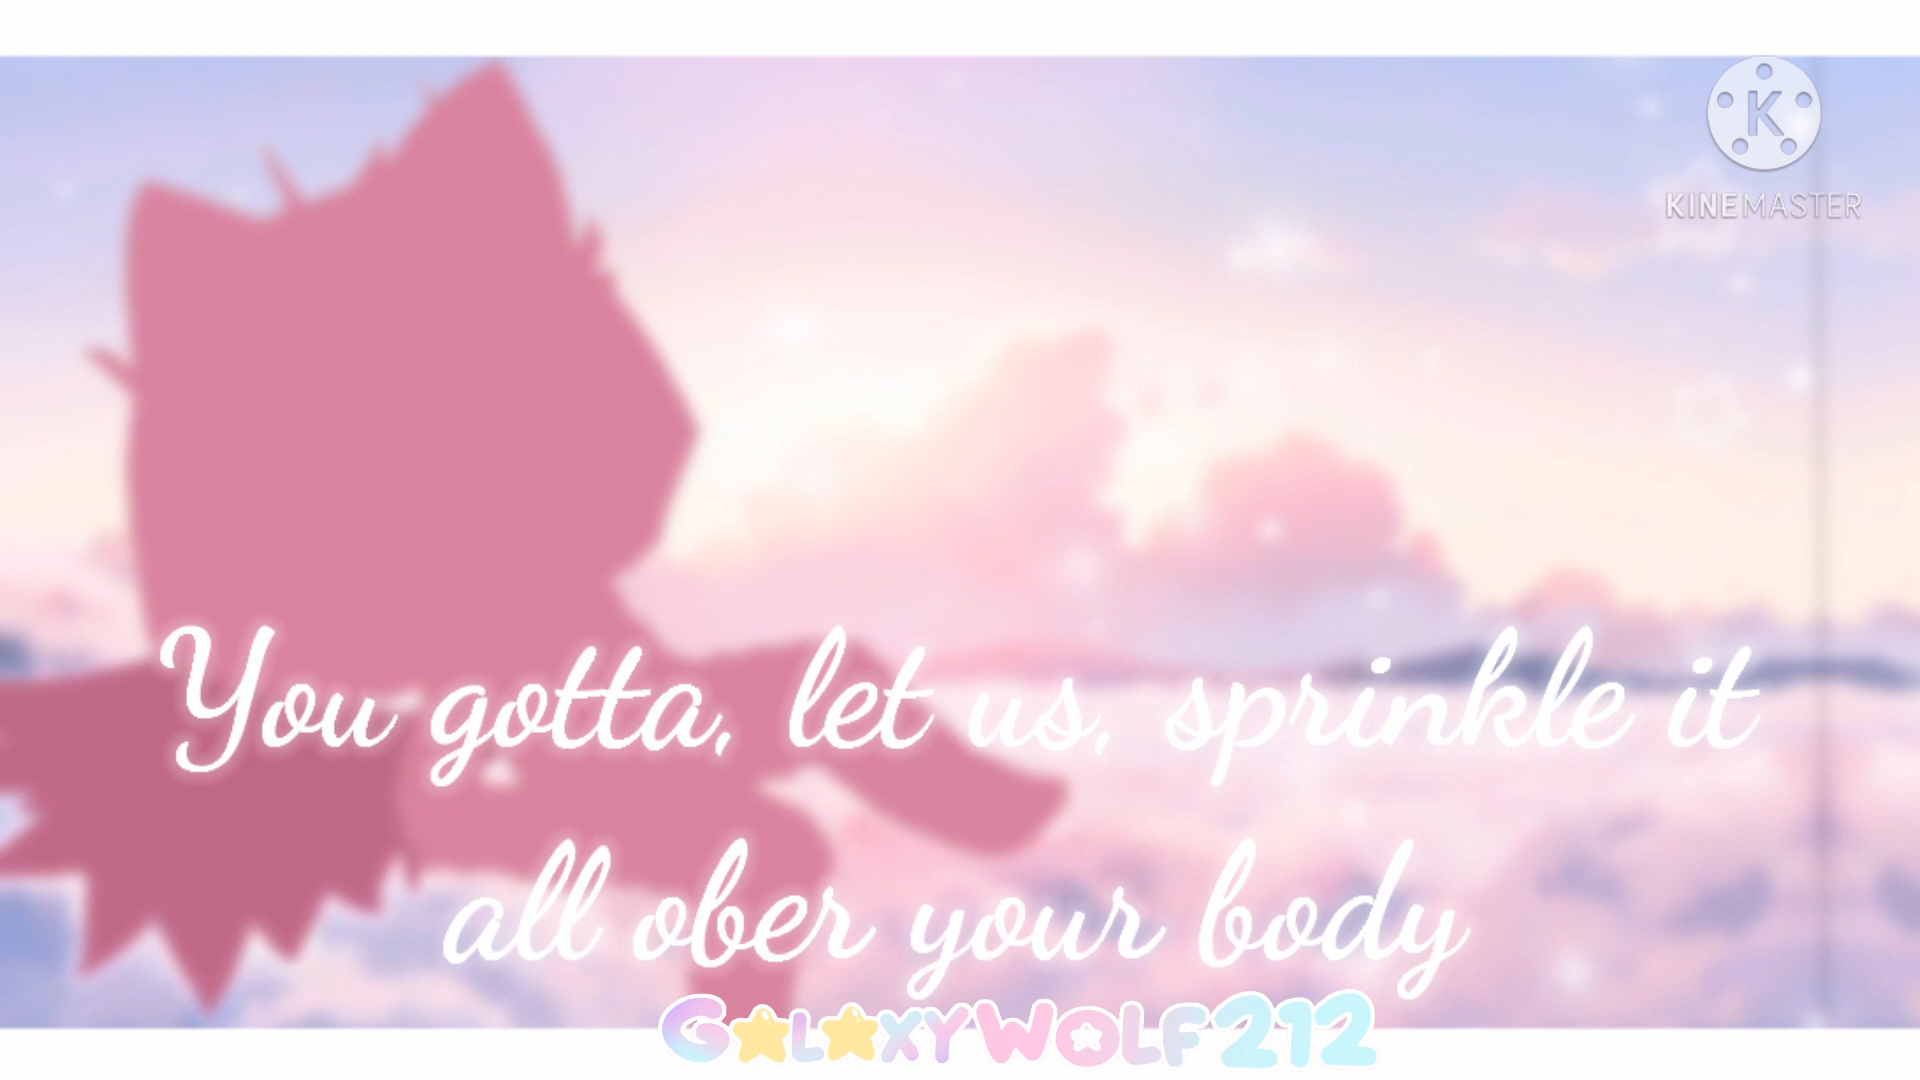 K
KINEMASTER
You gotta, let us, sprinkle it
all ober your body
GALAXYWOLF212